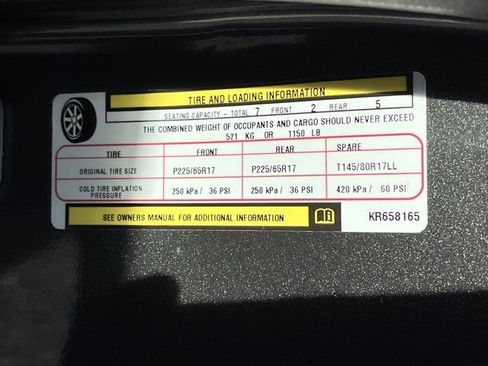 TIRE AND LOADING INFORMATION
SEATING CAPACITY - TOTAL 7 FRONT 2 REAR 5
THE COMBINED WEIGHT OF OCCUPANTS AND CARGO SHOULD NEVER EXCEED
521 KG OR 1150 LB
TIRE FRONT REAR SPARE
ORIGINAL TIRE SIZE P225/65R17 P225/65R17 T145/80R17LL
COLD TIRE INFLATION PRESSURE 250 kPa / 36 PSI 250 kPa / 36 PSI 420 kPa / 60 PSI
SEE OWNERS MANUAL FOR ADDITIONAL INFORMATION KR658165